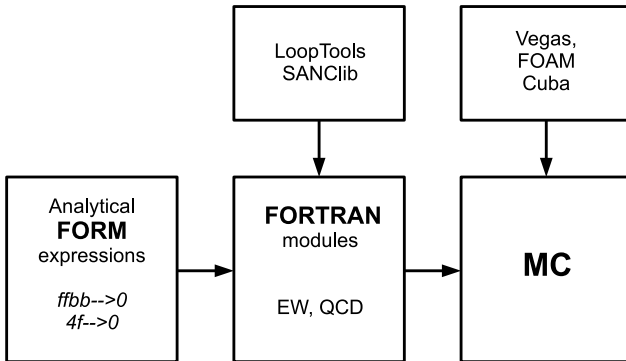 LoopTools
SANClib
Vegas,
FOAM
Cuba
Analytical
FORM
expressions
ffbb-->0
4f-->0
FORTRAN
modules
EW, QCD
MC